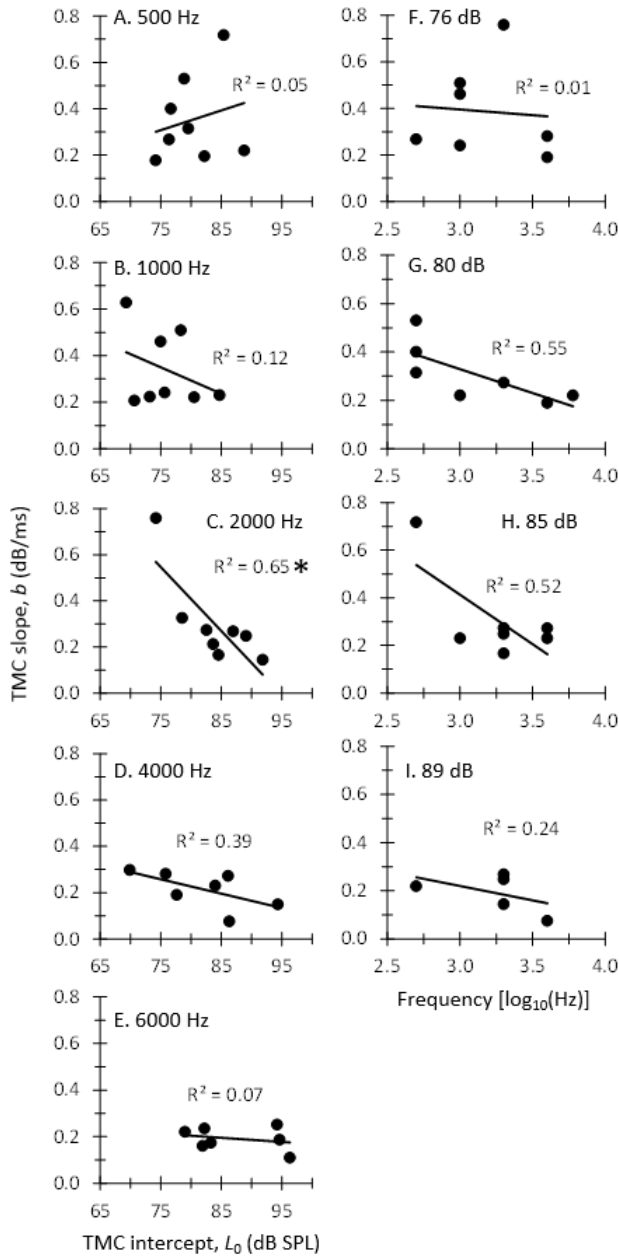 A. 500 Hz
R² = 0.05
0.8
0.6
0.4
0.2
0.0
65 75 85 95
F. 76 dB
R² = 0.01
0.8
0.6
0.4
0.2
0.0
2.5 3.0 3.5 4.0
B. 1000 Hz
R² = 0.12
0.8
0.6
0.4
0.2
0.0
65 75 85 95
G. 80 dB
R² = 0.55
0.8
0.6
0.4
0.2
0.0
2.5 3.0 3.5 4.0
TMC slope, b (dB/ms)
C. 2000 Hz
R² = 0.65 *
0.8
0.6
0.4
0.2
0.0
65 75 85 95
H. 85 dB
R² = 0.52
0.8
0.6
0.4
0.2
0.0
2.5 3.0 3.5 4.0
D. 4000 Hz
R² = 0.39
0.8
0.6
0.4
0.2
0.0
65 75 85 95
I. 89 dB
R² = 0.24
0.8
0.6
0.4
0.2
0.0
2.5 3.0 3.5 4.0
Frequency [log₁₀(Hz)]
E. 6000 Hz
R² = 0.07
0.8
0.6
0.4
0.2
0.0
65 75 85 95
TMC intercept, L₀ (dB SPL)